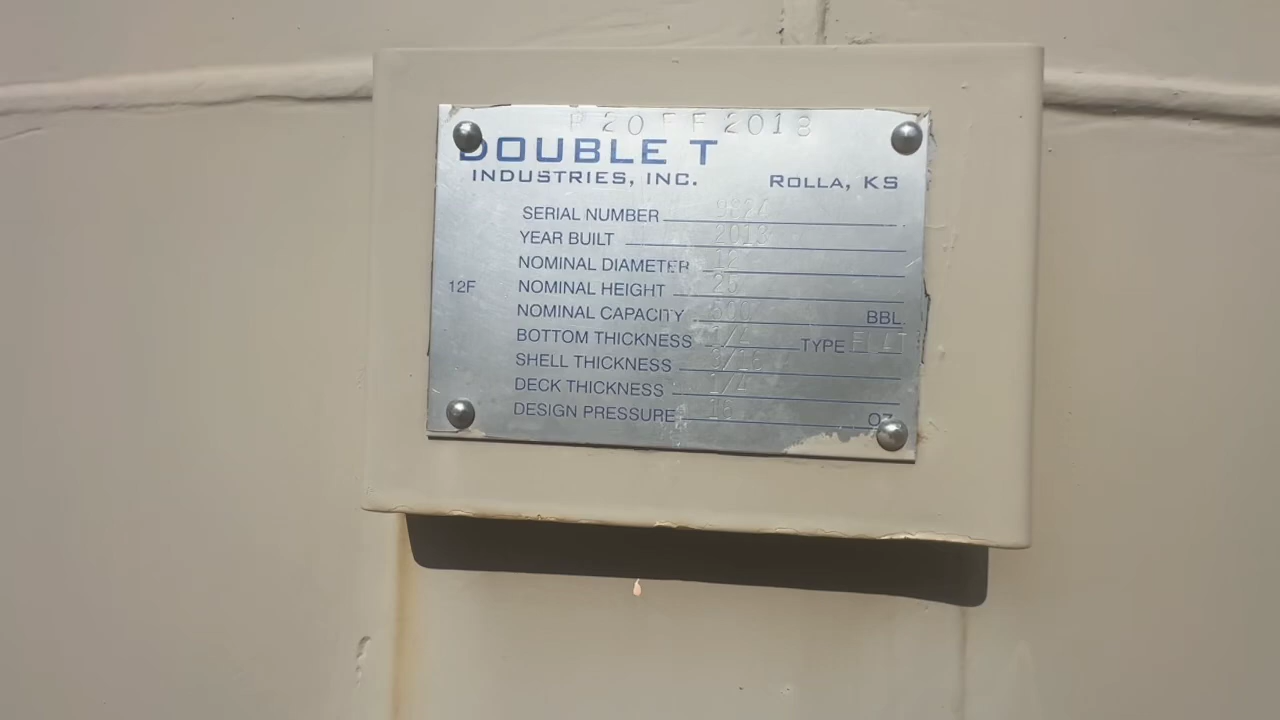 P 20 F F 2013
DOUBLE T
INDUSTRIES, INC.
ROLLA, KS
SERIAL NUMBER
YEAR BUILT 2013
NOMINAL DIAMETER 12
12F
NOMINAL HEIGHT 25
NOMINAL CAPACITY 500 BBL.
BOTTOM THICKNESS 1/4 TYPE FLAT
SHELL THICKNESS 3/16
DECK THICKNESS 1/4
DESIGN PRESSURE 16 OZ